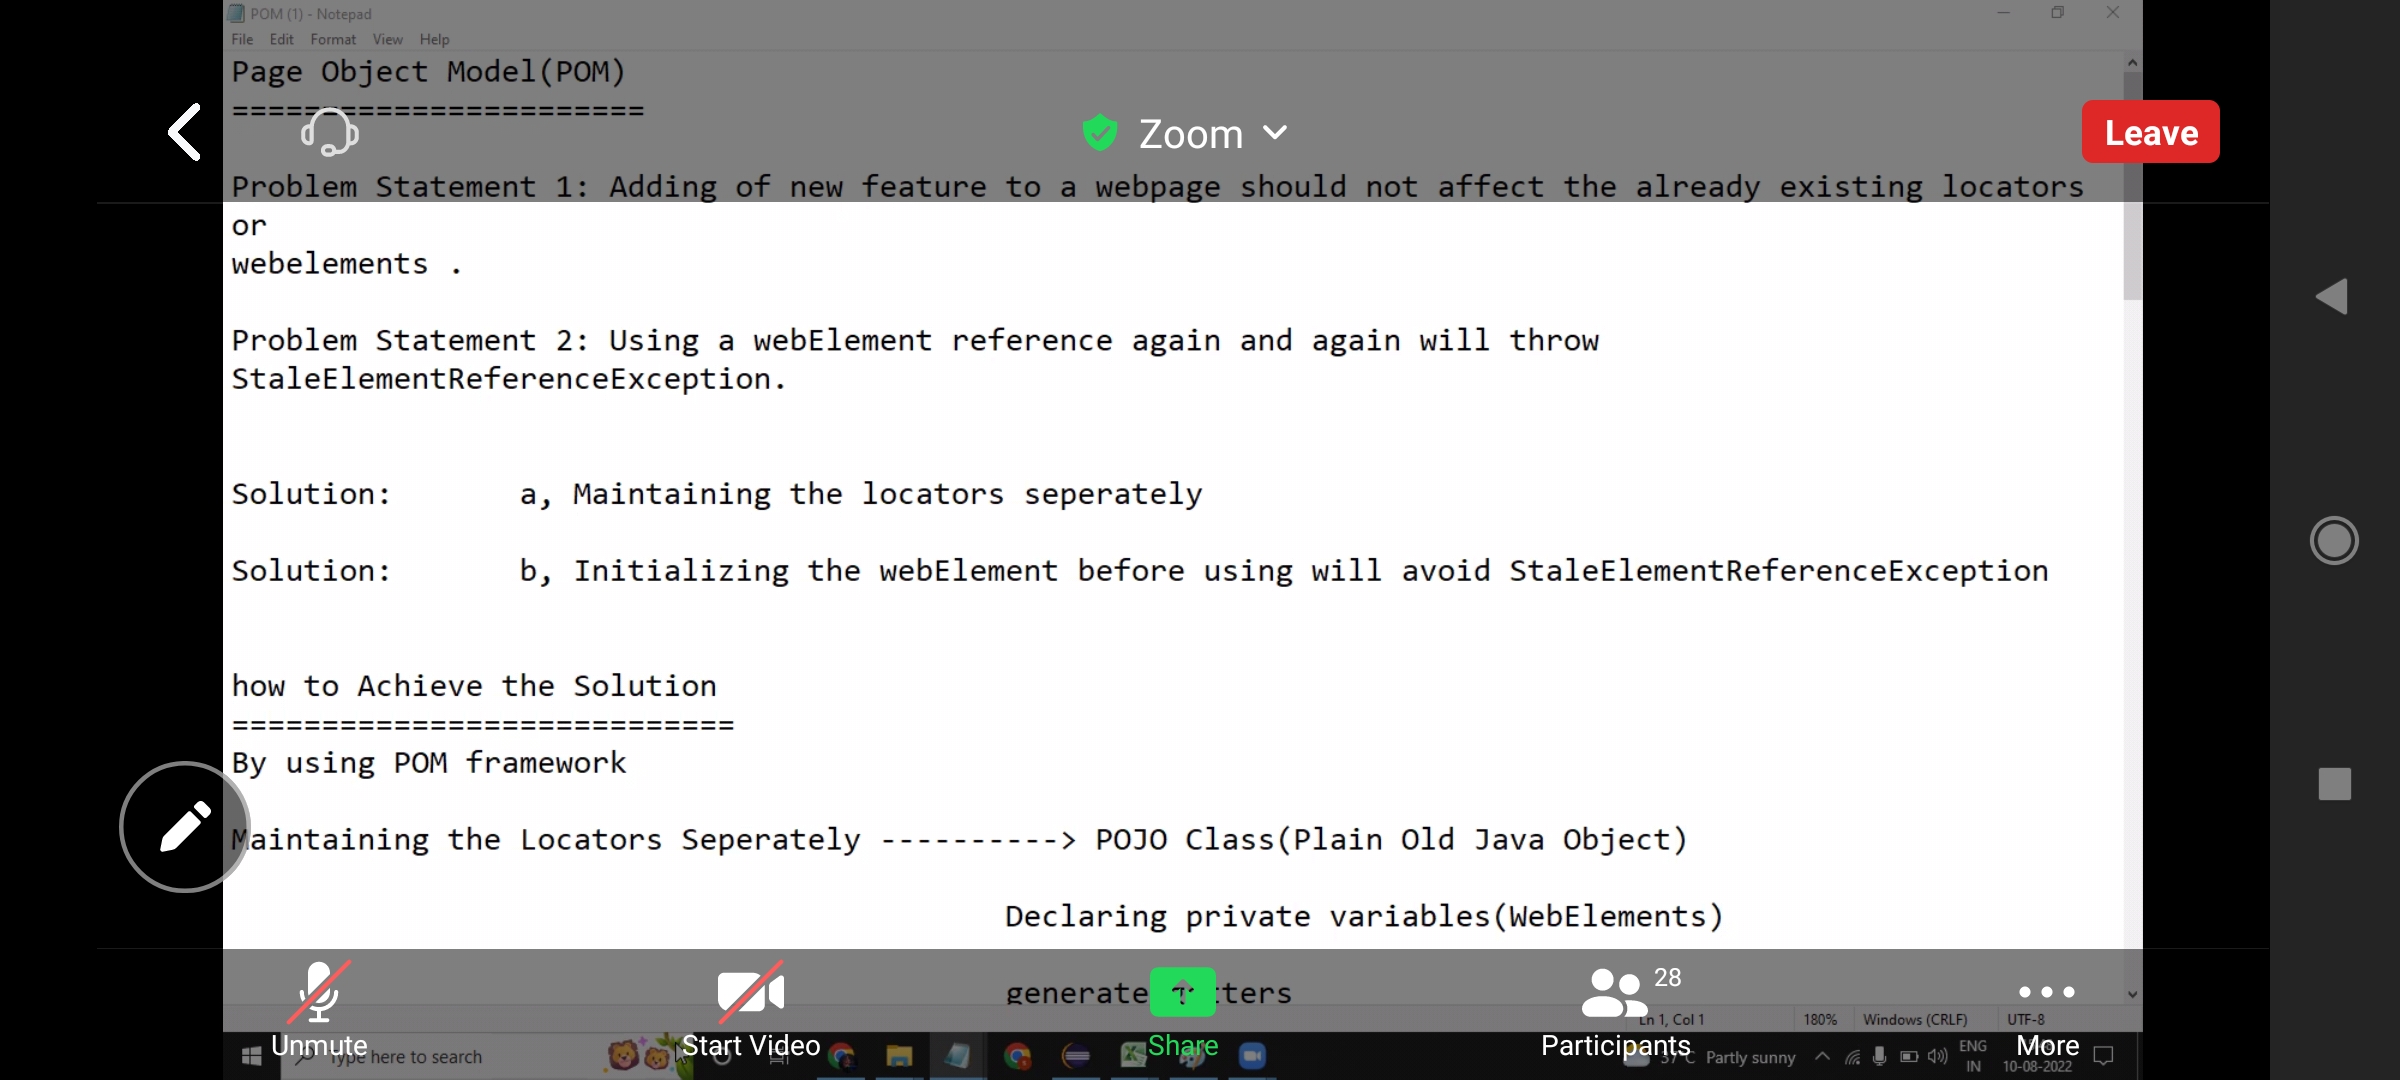 POM (1) - Notepad
File Edit Format View Help
Page Object Model(POM)
=======================
Zoom
Leave
Problem Statement 1: Adding of new feature to a webpage should not affect the already existing locators
or
webelements .
Problem Statement 2: Using a webElement reference again and again will throw
StaleElementReferenceException.
Solution: a, Maintaining the locators seperately
Solution: b, Initializing the webElement before using will avoid StaleElementReferenceException
how to Achieve the Solution
============================
By using POM framework
Maintaining the Locators Seperately ----------> POJO Class(Plain Old Java Object)
Declaring private variables(WebElements)
generate
28
Ln 1, Col 1 180% Windows (CRLF) UTF-8
Unmute
Start Video
Share
Participants
More
Type here to search
37°C Partly sunny
ENG
IN
10-08-2022